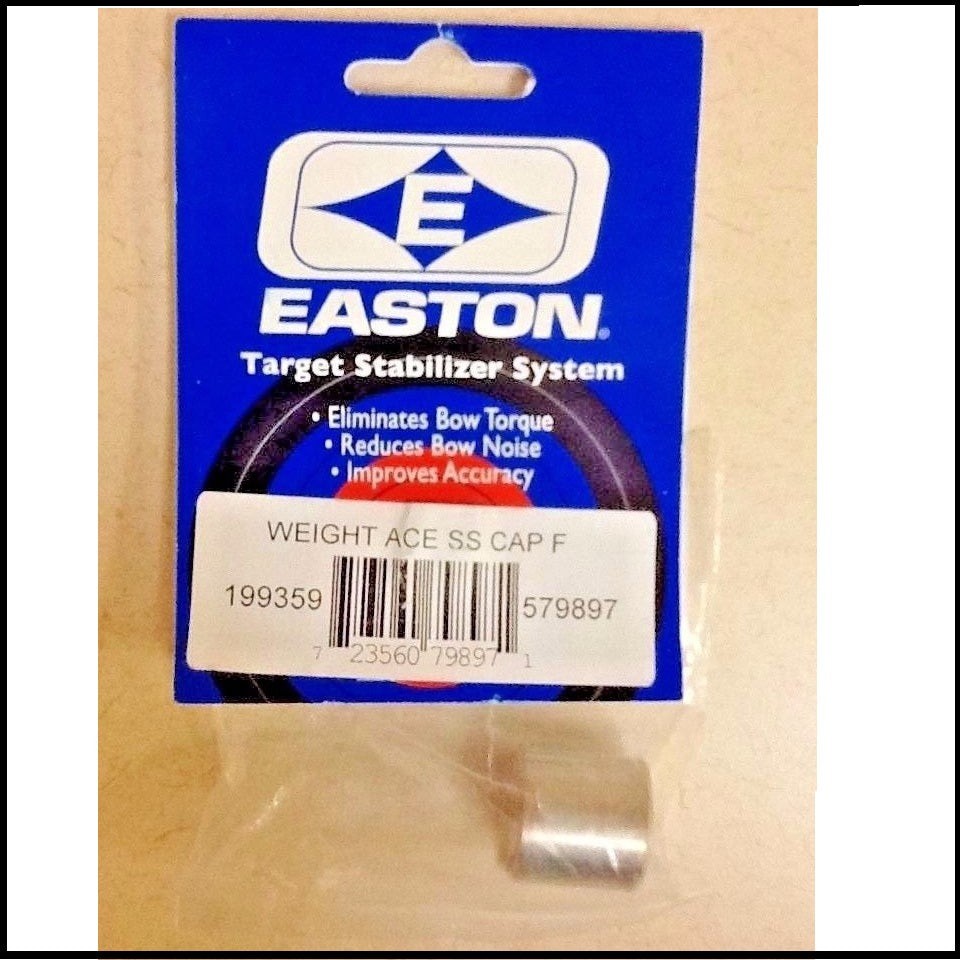 E
EASTON®
Target Stabilizer System
• Eliminates Bow Torque
• Reduces Bow Noise
• Improves Accuracy
WEIGHT ACE SS CAP F
199359 579897
7 23560 79897 1